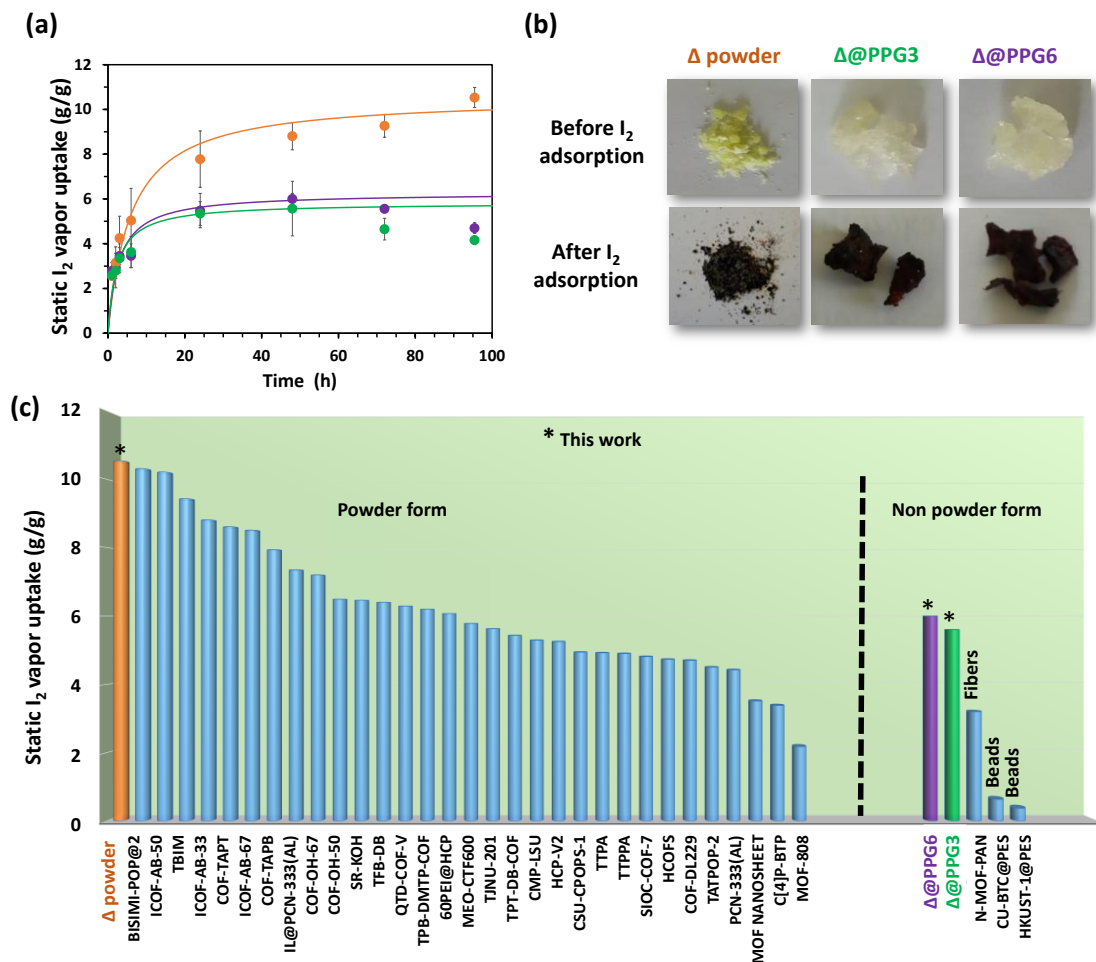 (a)
Static I₂ vapor uptake (g/g)
12
10
8
6
4
2
0
0
20
40
60
80
100
Time (h)
(b)
Δ powder
Δ@PPG3
Δ@PPG6
Before I₂
adsorption
After I₂
adsorption
(c)
Static I₂ vapor uptake (g/g)
12
10
8
6
4
2
0
* This work
Powder form
Non powder form
*
*
*
Fibers
Beads
Beads
Δ powder
BISIMI-POP@2
ICOF-AB-50
TBIM
ICOF-AB-33
COF-TAPT
ICOF-AB-67
COF-TAPB
IL@PCN-333(AL)
COF-OH-67
COF-OH-50
SR-KOH
TFB-DB
QTD-COF-V
TPB-DMTP-COF
60PEI@HCP
MEO-CTF600
TJNU-201
TPT-DB-COF
CMP-LSU
HCP-V2
CSU-CPOPS-1
TTPA
TTPPA
SIOC-COF-7
HCOFS
COF-DL229
TATPOP-2
PCN-333(AL)
MOF NANOSHEET
C[4]P-BTP
MOF-808
Δ@PPG6
Δ@PPG3
N-MOF-PAN
CU-BTC@PES
HKUST-1@PES